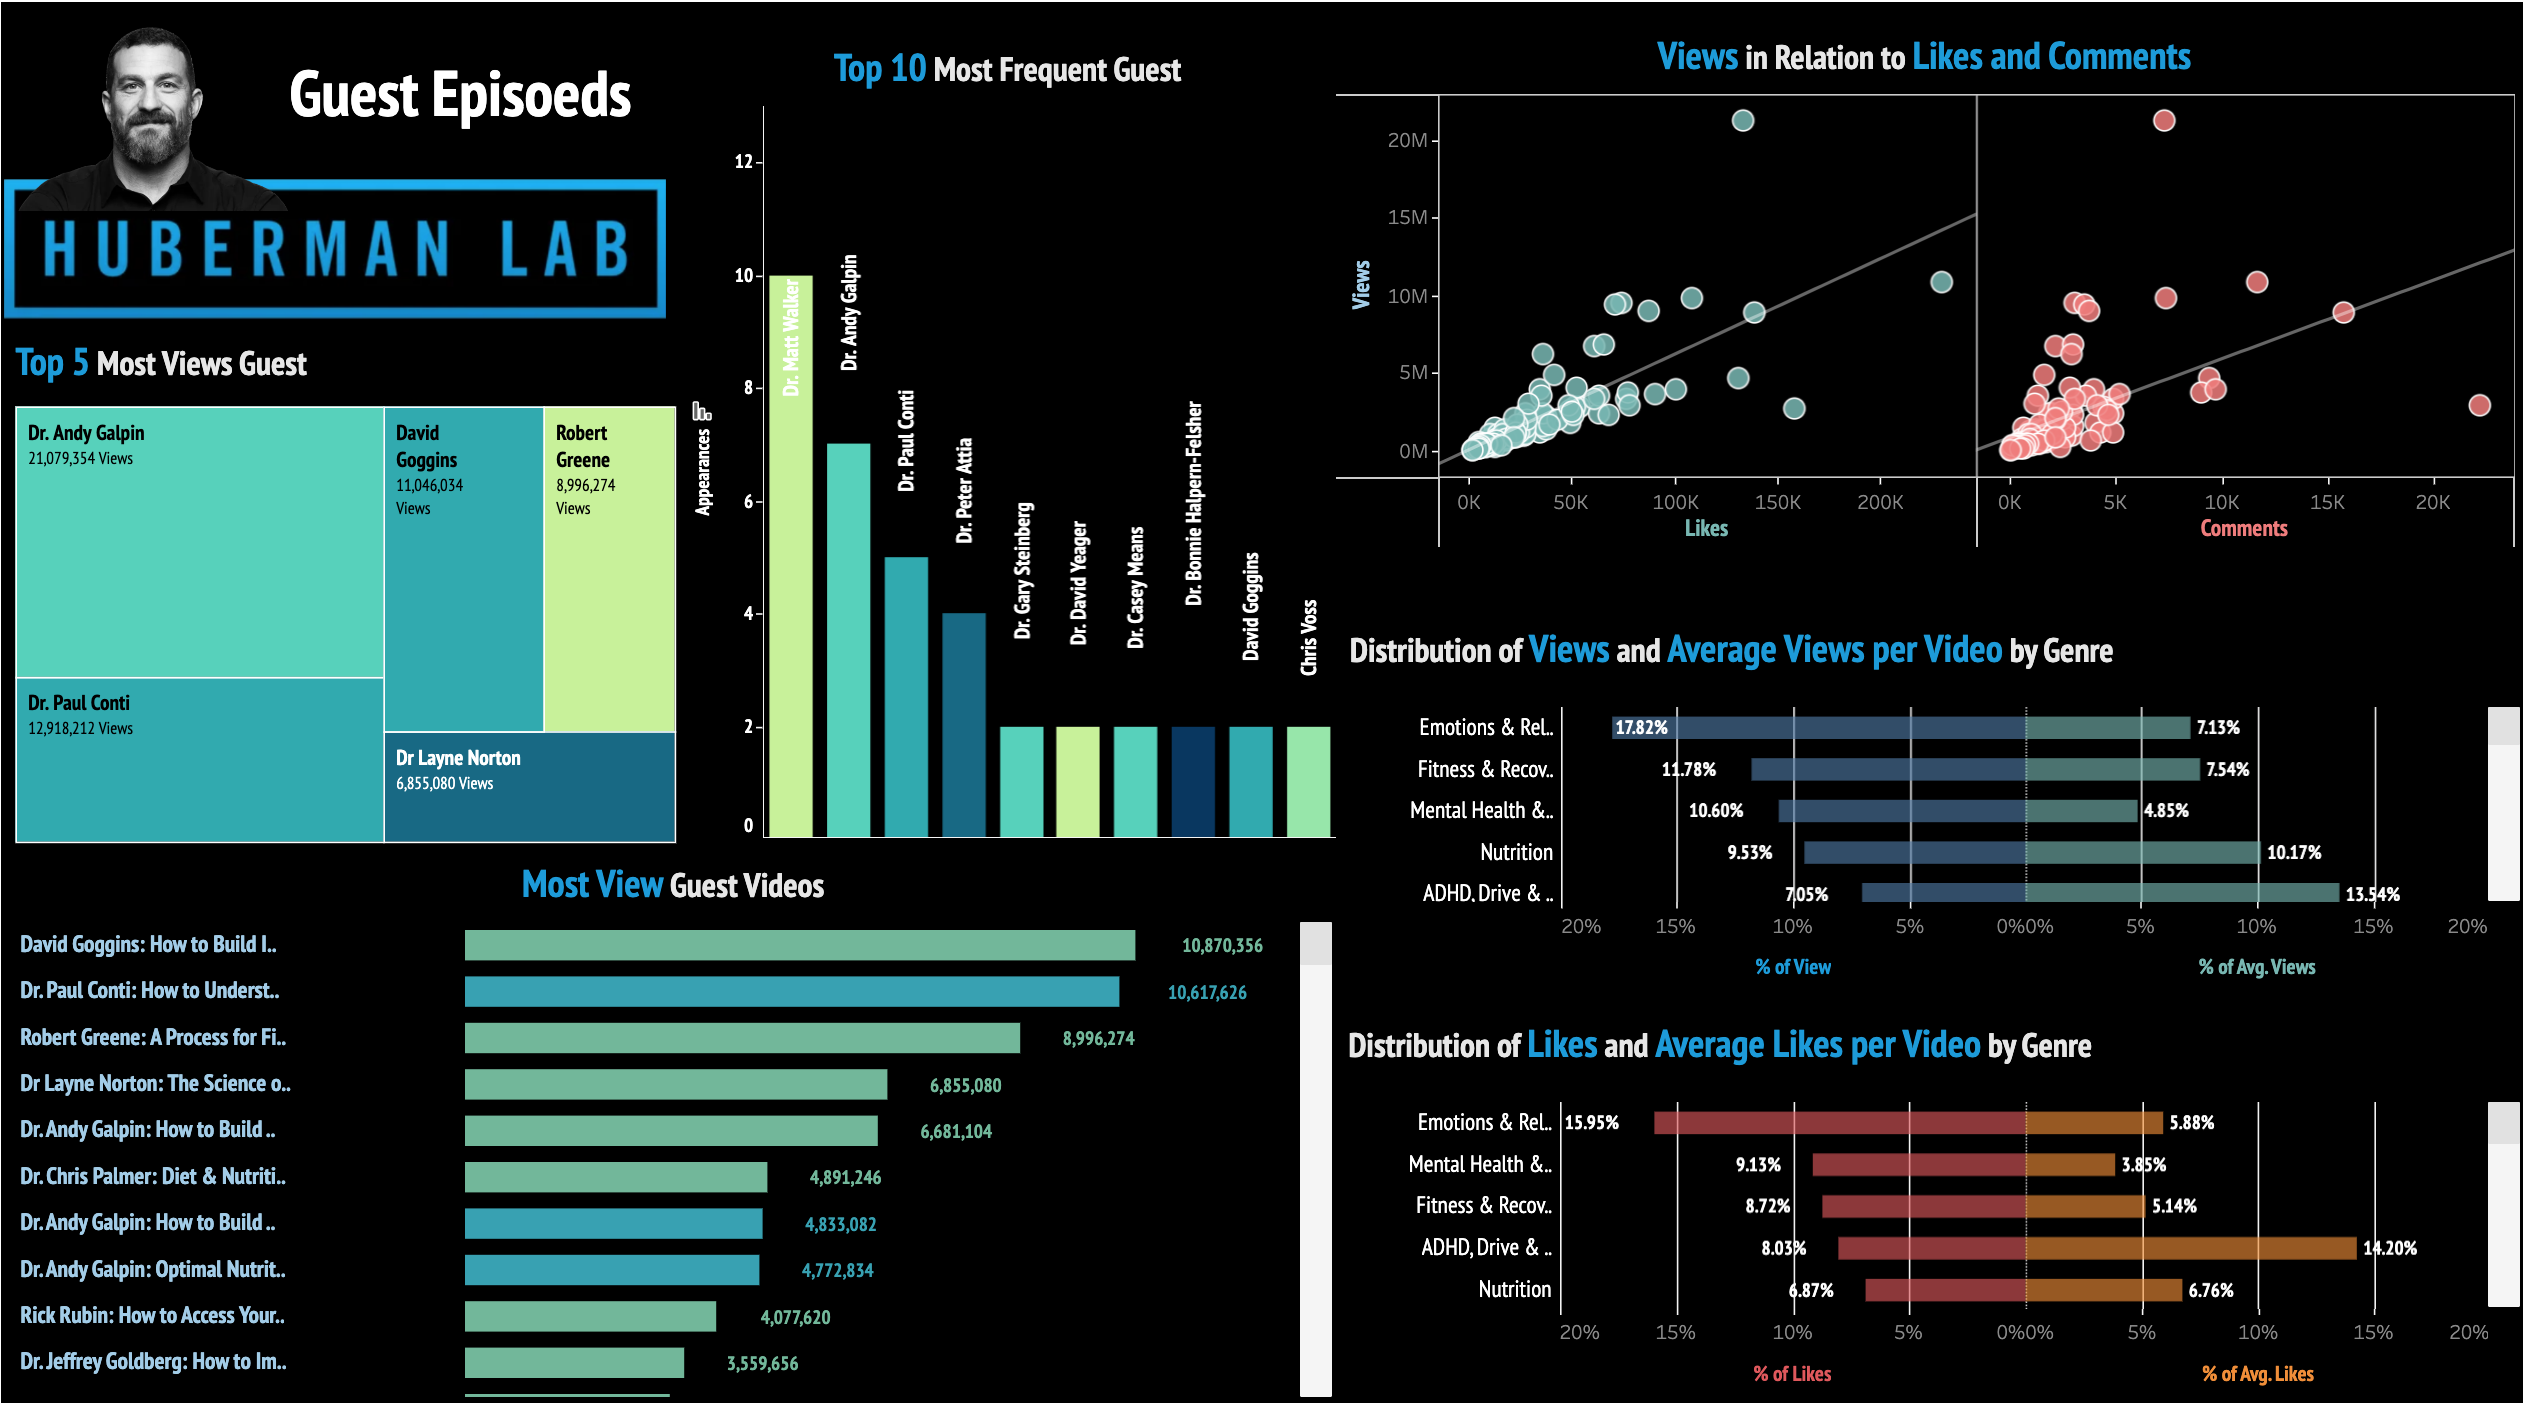 Guest Episoeds
HUBERMAN LAB
Top 5 Most Views Guest
Dr. Andy Galpin
21,079,354 Views
David
Goggins
11,046,034
Views
Robert
Greene
8,996,274
Views
Dr. Paul Conti
12,918,212 Views
Dr Layne Norton
6,855,080 Views
Top 10 Most Frequent Guest
Appearances
12
10
8
6
4
2
0
Dr. Matt Walker
Dr. Andy Galpin
Dr. Paul Conti
Dr. Peter Attia
Dr. Gary Steinberg
Dr. David Yeager
Dr. Casey Means
Dr. Bonnie Halpern-Felsher
David Goggins
Chris Voss
Most View Guest Videos
David Goggins: How to Build I.. 10,870,356
Dr. Paul Conti: How to Underst.. 10,617,626
Robert Greene: A Process for Fi.. 8,996,274
Dr Layne Norton: The Science o.. 6,855,080
Dr. Andy Galpin: How to Build .. 6,681,104
Dr. Chris Palmer: Diet & Nutriti.. 4,891,246
Dr. Andy Galpin: How to Build .. 4,833,082
Dr. Andy Galpin: Optimal Nutrit.. 4,772,834
Rick Rubin: How to Access Your.. 4,077,620
Dr. Jeffrey Goldberg: How to Im.. 3,559,656
Views in Relation to Likes and Comments
Views
20M
15M
10M
5M
0M
0K 50K 100K 150K 200K
Likes
0K 5K 10K 15K 20K
Comments
Distribution of Views and Average Views per Video by Genre
Emotions & Rel.. 17.82% 7.13%
Fitness & Recov.. 11.78% 7.54%
Mental Health &.. 10.60% 4.85%
Nutrition 9.53% 10.17%
ADHD, Drive & .. 7.05% 13.54%
20% 15% 10% 5% 0%0% 5% 10% 15% 20%
% of View % of Avg. Views
Distribution of Likes and Average Likes per Video by Genre
Emotions & Rel.. 15.95% 5.88%
Mental Health &.. 9.13% 3.85%
Fitness & Recov.. 8.72% 5.14%
ADHD, Drive & .. 8.03% 14.20%
Nutrition 6.87% 6.76%
20% 15% 10% 5% 0%0% 5% 10% 15% 20%
% of Likes % of Avg. Likes